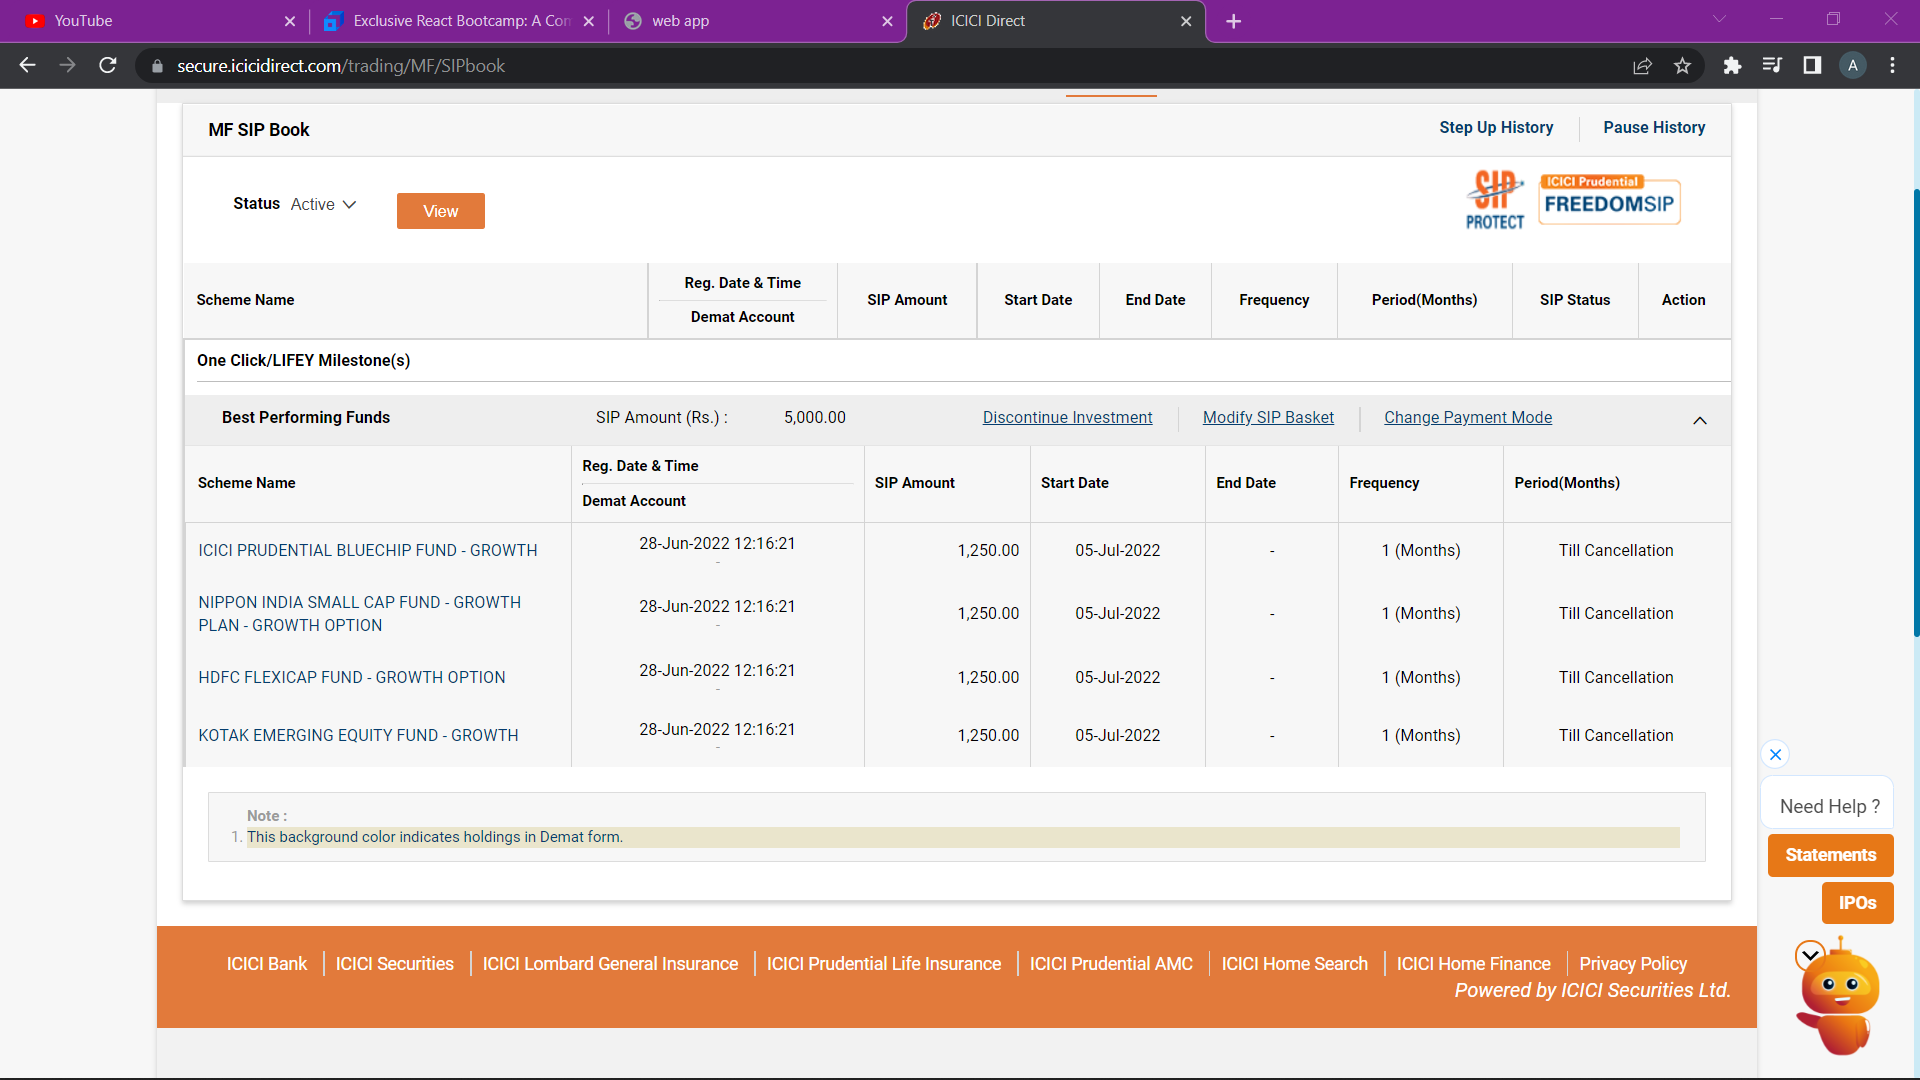 YouTube
Exclusive React Bootcamp: A Con
web app
ICICI Direct
secure.icicidirect.com/trading/MF/SIPbook
A
MF SIP Book
Step Up History
Pause History
Status Active
View
SIP PROTECT
ICICI Prudential FREEDOMSIP
Scheme Name
Reg. Date & Time
Demat Account
SIP Amount
Start Date
End Date
Frequency
Period(Months)
SIP Status
Action
One Click/LIFEY Milestone(s)
Best Performing Funds
SIP Amount (Rs.) :
5,000.00
Discontinue Investment
Modify SIP Basket
Change Payment Mode
Scheme Name
Reg. Date & Time
Demat Account
SIP Amount
Start Date
End Date
Frequency
Period(Months)
ICICI PRUDENTIAL BLUECHIP FUND - GROWTH
28-Jun-2022 12:16:21
-
1,250.00
05-Jul-2022
-
1 (Months)
Till Cancellation
NIPPON INDIA SMALL CAP FUND - GROWTH
PLAN - GROWTH OPTION
28-Jun-2022 12:16:21
-
1,250.00
05-Jul-2022
-
1 (Months)
Till Cancellation
HDFC FLEXICAP FUND - GROWTH OPTION
28-Jun-2022 12:16:21
-
1,250.00
05-Jul-2022
-
1 (Months)
Till Cancellation
KOTAK EMERGING EQUITY FUND - GROWTH
28-Jun-2022 12:16:21
-
1,250.00
05-Jul-2022
-
1 (Months)
Till Cancellation
Note :
1. This background color indicates holdings in Demat form.
Need Help ?
Statements
IPOs
ICICI Bank
ICICI Securities
ICICI Lombard General Insurance
ICICI Prudential Life Insurance
ICICI Prudential AMC
ICICI Home Search
ICICI Home Finance
Privacy Policy
Powered by ICICI Securities Ltd.